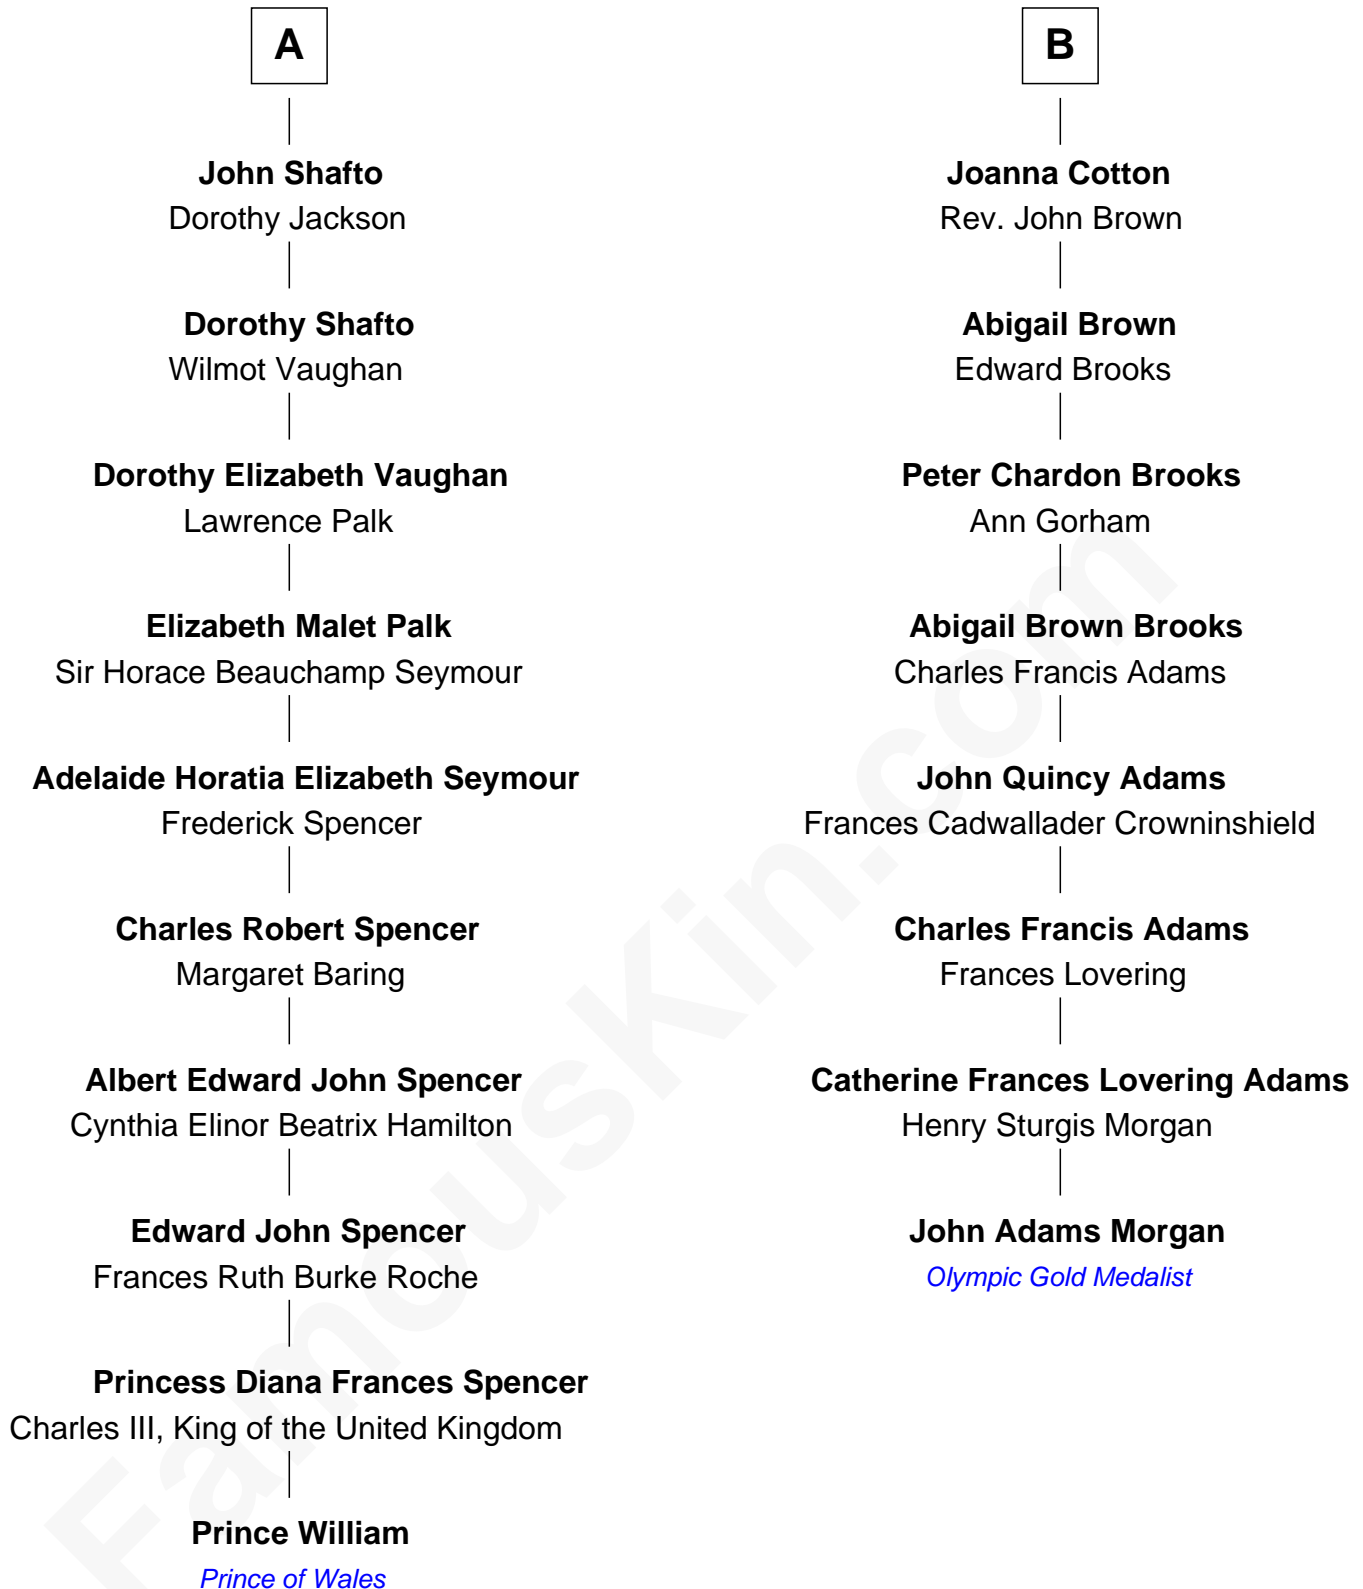 A
John Shafto
Dorothy Jackson
Dorothy Shafto
Wilmot Vaughan
Dorothy Elizabeth Vaughan
Lawrence Palk
Elizabeth Malet Palk
Sir Horace Beauchamp Seymour
Adelaide Horatia Elizabeth Seymour
Frederick Spencer
Charles Robert Spencer
Margaret Baring
Albert Edward John Spencer
Cynthia Elinor Beatrix Hamilton
Edward John Spencer
Frances Ruth Burke Roche
Princess Diana Frances Spencer
Charles III, King of the United Kingdom
Prince William
Prince of Wales
B
Joanna Cotton
Rev. John Brown
Abigail Brown
Edward Brooks
Peter Chardon Brooks
Ann Gorham
Abigail Brown Brooks
Charles Francis Adams
John Quincy Adams
Frances Cadwallader Crowninshield
Charles Francis Adams
Frances Lovering
Catherine Frances Lovering Adams
Henry Sturgis Morgan
John Adams Morgan
Olympic Gold Medalist
FamousKin.com